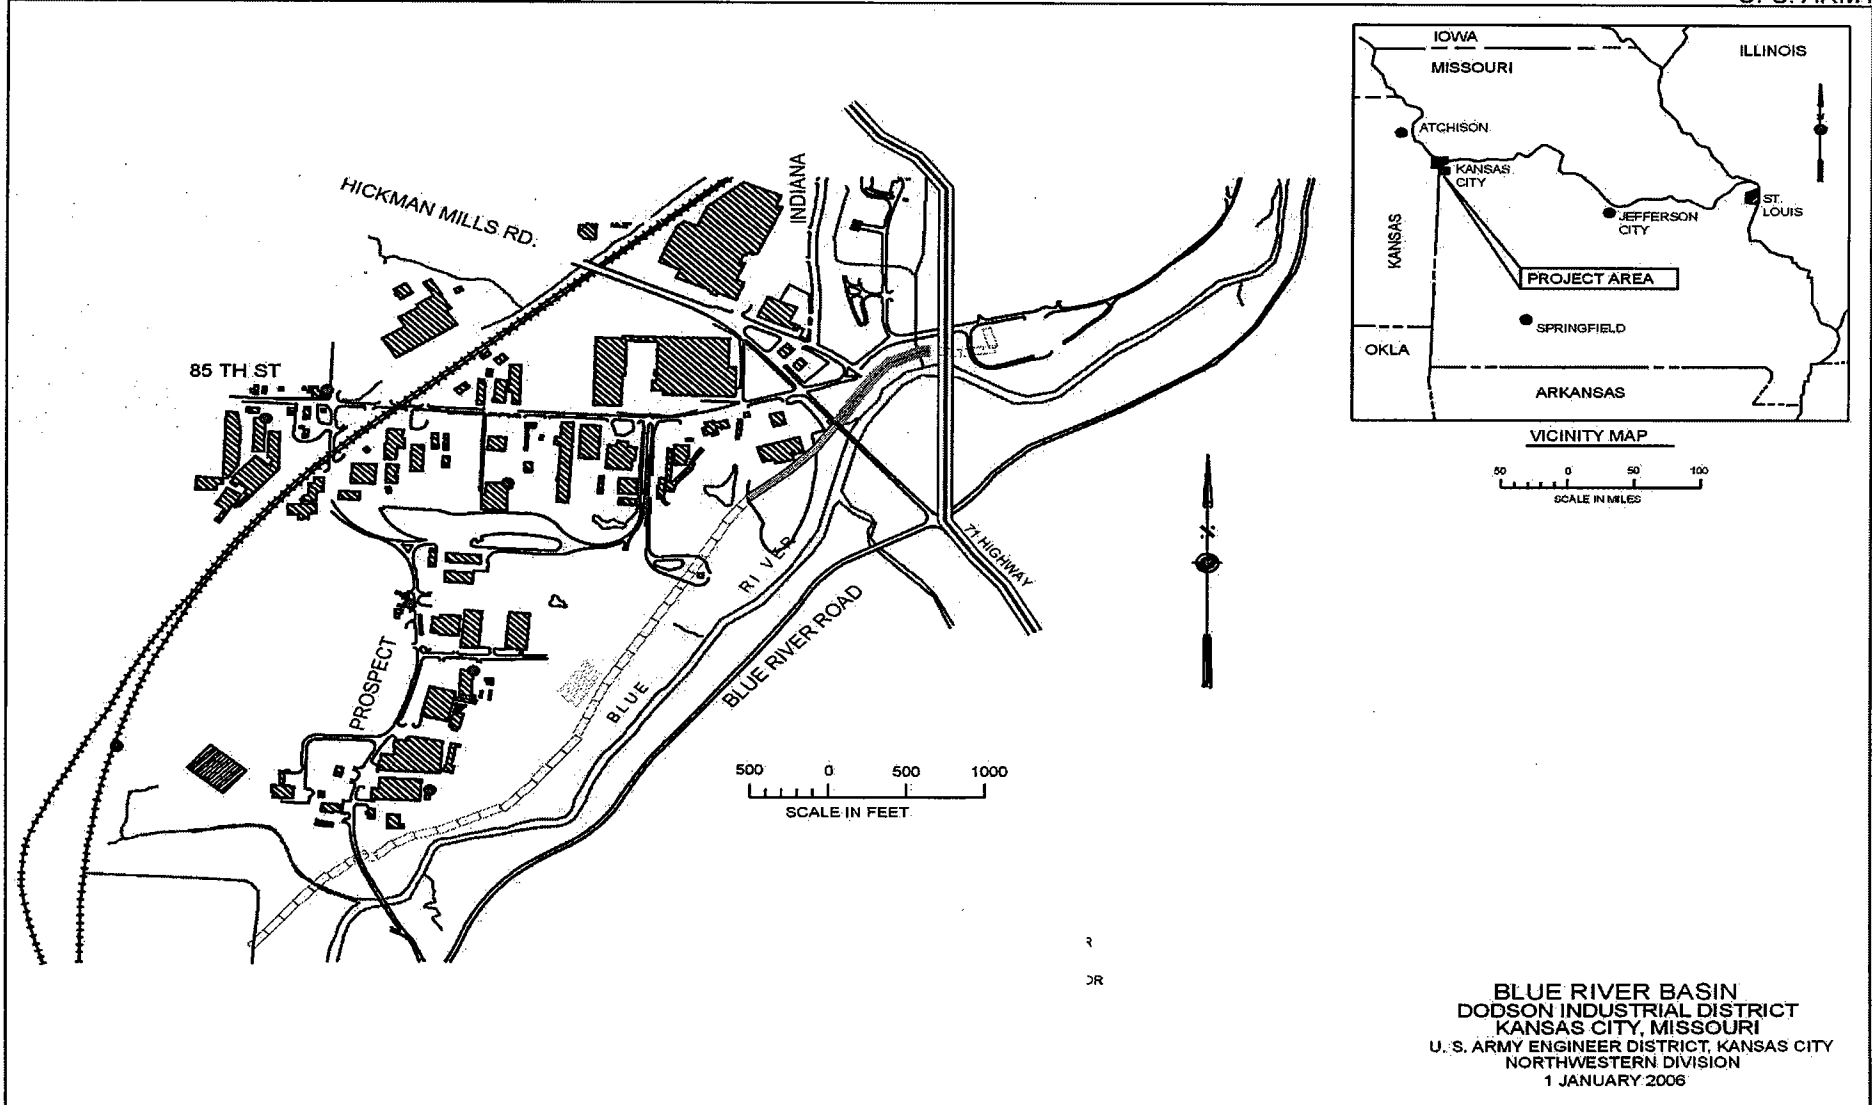 IOWA
MISSOURI
ILLINOIS
ATCHISON
KANSAS
CITY
ST.
LOUIS
JEFFERSON
CITY
KANSAS
PROJECT AREA
SPRINGFIELD
OKLA
ARKANSAS
VICINITY MAP
50 0 50 100
SCALE IN MILES
HICKMAN MILLS RD.
INDIANA
85 TH ST
71 HIGHWAY
BLUE RIVER
BLUE RIVER ROAD
PROSPECT
500 0 500 1000
SCALE IN FEET
R
OR
BLUE RIVER BASIN
DODSON INDUSTRIAL DISTRICT
KANSAS CITY, MISSOURI
U. S. ARMY ENGINEER DISTRICT, KANSAS CITY
NORTHWESTERN DIVISION
1 JANUARY 2006